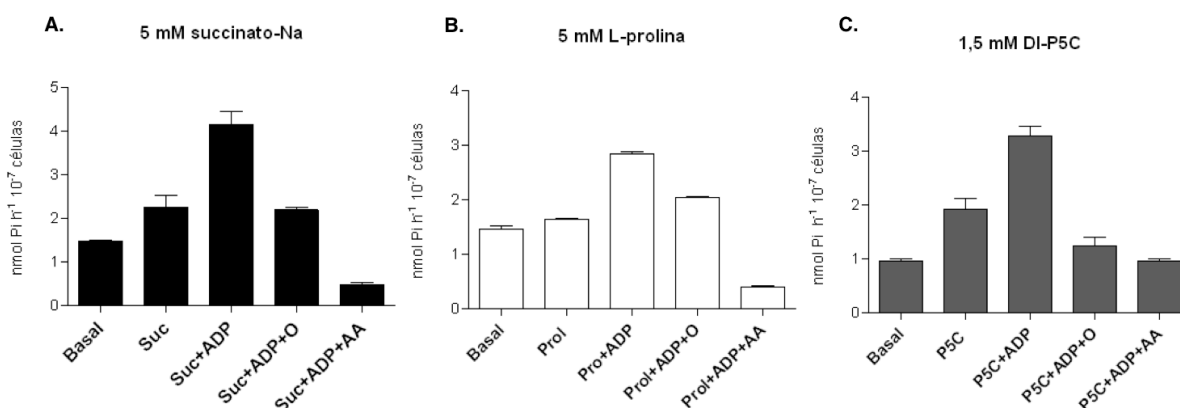 A.
5 mM succinato-Na
nmol Pi h-1 10-7 células
5
4
3
2
1
0
Basal
Suc
Suc+ADP
Suc+ADP+O
Suc+ADP+AA
B.
5 mM L-prolina
nmol Pi h-1 10-7 células
4
3
2
1
0
Basal
Prol
Pro+ADP
Prol+ADP+O
Prol+ADP+AA
C.
1,5 mM Dl-P5C
nmol Pi h-1 10-7 células
4
3
2
1
0
Basal
P5C
P5C+ADP
P5C+ADP+O
P5C+ADP+AA